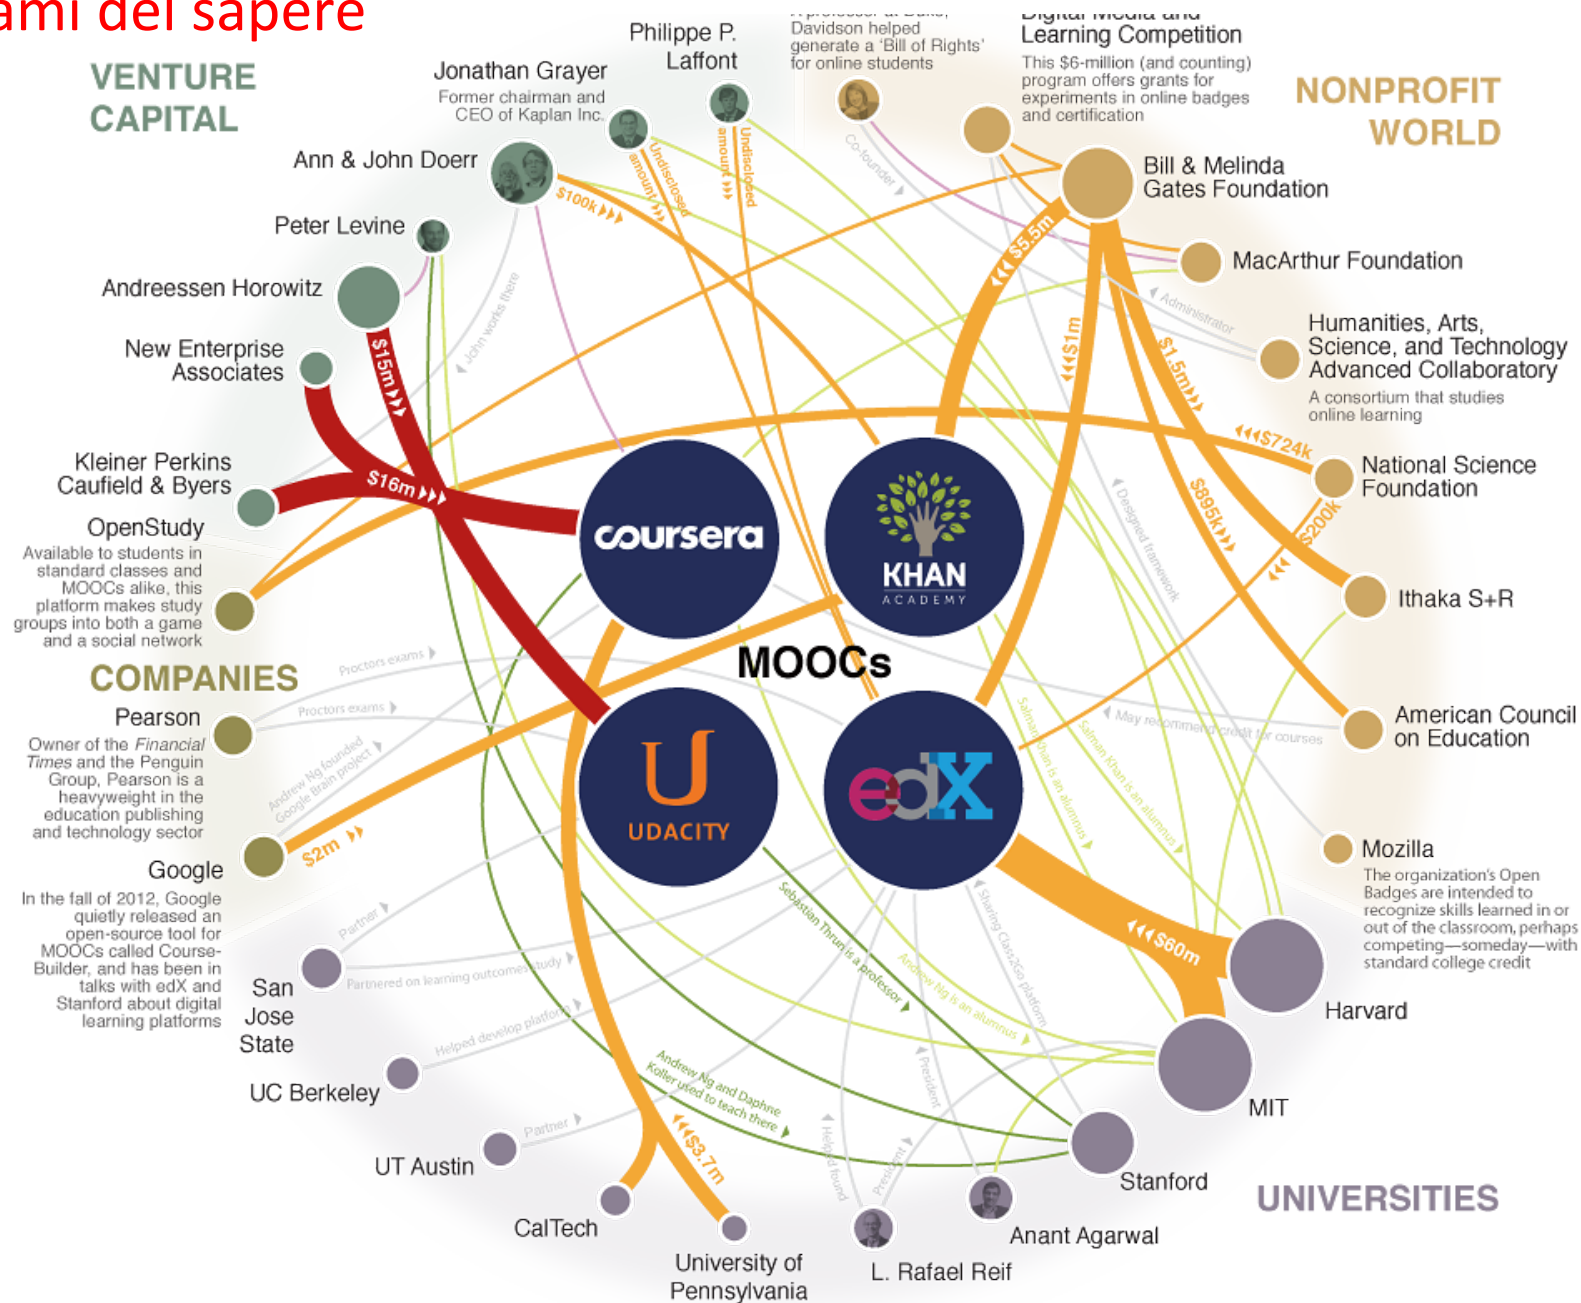 ami del sapere
VENTURE
CAPITAL
Philippe P.
Laffont
Jonathan Grayer
Former chairman and
CEO of Kaplan Inc.
Ann & John Doerr
Peter Levine
Andreessen Horowitz
New Enterprise
Associates
Kleiner Perkins
Caufield & Byers
A professor at Duke,
Davidson helped
generate a ‘Bill of Rights’
for online students
Digital Media and
Learning Competition
This $6-million (and counting)
program offers grants for
experiments in online badges
and certification
NONPROFIT
WORLD
Bill & Melinda
Gates Foundation
MacArthur Foundation
Humanities, Arts,
Science, and Technology
Advanced Collaboratory
A consortium that studies
online learning
National Science
Foundation
Ithaka S+R
American Council
on Education
Mozilla
The organization's Open
Badges are intended to
recognize skills learned in or
out of the classroom, perhaps
competing—someday—with
standard college credit
OpenStudy
Available to students in
standard classes and
MOOCs alike, this
platform makes study
groups into both a game
and a social network
COMPANIES
Pearson
Owner of the Financial
Times and the Penguin
Group, Pearson is a
heavyweight in the
education publishing
and technology sector
Google
In the fall of 2012, Google
quietly released an
open-source tool for
MOOCs called Course-
Builder, and has been in
talks with edX and
Stanford about digital
learning platforms
San
Jose
State
UC Berkeley
UT Austin
CalTech
University of
Pennsylvania
L. Rafael Reif
Anant Agarwal
Stanford
MIT
Harvard
UNIVERSITIES
coursera
KHAN
ACADEMY
MOOCs
U
UDACITY
edX
$100k
Undisclosed
amount
Undisclosed
amount
Co-founder
$5.5m
$1m
$1.5m
Administrator
$724k
$895k
$200k
Designed framework
May recommend credit for courses
John works there
$15m
$16m
Proctors exams
Proctors exams
Andrew Ng founded
Google Brain project
$2m
Partner
Partnered on learning outcomes study
Helped develop platform
Partner
$3.7m
Andrew Ng and Daphne
Koller used to teach there
Sebastian Thrun is a professor
Andrew Ng is an alumnus
Sharing Class2Go platform
President
Helped found
President
Salman Khan is an alumnus
Salman Khan is an alumnus
$60m